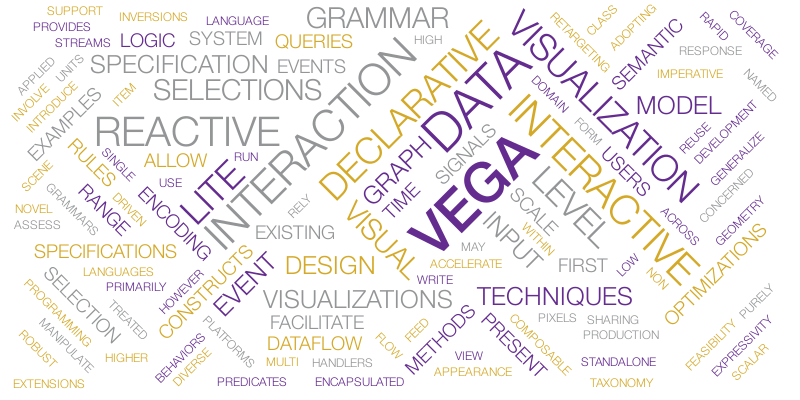 SUPPORT
INVERSIONS
PROVIDES
LANGUAGE
GRAMMAR
STREAMS
LOGIC
SYSTEM
QUERIES
HIGH
RETARGETING
CLASS
ADOPTING
RAPID
COVERAGE
SEMANTIC
RESPONSE
APPLIED
UNITS
SPECIFICATION
EVENTS
IMPERATIVE
NAMED
INVOLVE
INTRODUCE
ITEM
SELECTIONS
DECLARATIVE
DATA
VISUALIZATION
DOMAIN
MODEL
EXAMPLES
REACTIVE
INTERACTION
FORM
REUSE
DEVELOPMENT
RULES
SINGLE
ALLOW
RUN
GRAPH
SIGNALS
VEGA
INTERACTIVE
USERS
GENERALIZE
SCENE
USE
LITE
TIME
LEVEL
CONCERNED
NOVEL
GRAMMARS
RANGE
DRIVEN
ENCODING
RELY
SCALE
ACROSS
GEOMETRY
ASSESS
EXISTING
VISUAL
INPUT
WITHIN
SPECIFICATIONS
MAY
LOW
NON
OPTIMIZATIONS
LANGUAGES
SELECTION
PRIMARILY
HOWEVER
CONSTRUCTS
EVENT
DESIGN
ACCELERATE
FIRST
WRITE
PROGRAMMING
TREATED
VISUALIZATIONS
TECHNIQUES
MANIPULATE
PLATFORMS
FACILITATE
METHODS
PRESENT
COMPOSABLE
PIXELS
SHARING
PRODUCTION
PURELY
ROBUST
HIGHER
BEHAVIORS
DIVERSE
DATAFLOW
FLOW
FEED
FEASIBILITY
EXPRESSIVITY
SCALAR
MULTI
HANDLERS
VIEW
APPEARANCE
STANDALONE
EXTENSIONS
PREDICATES
ENCAPSULATED
TAXONOMY